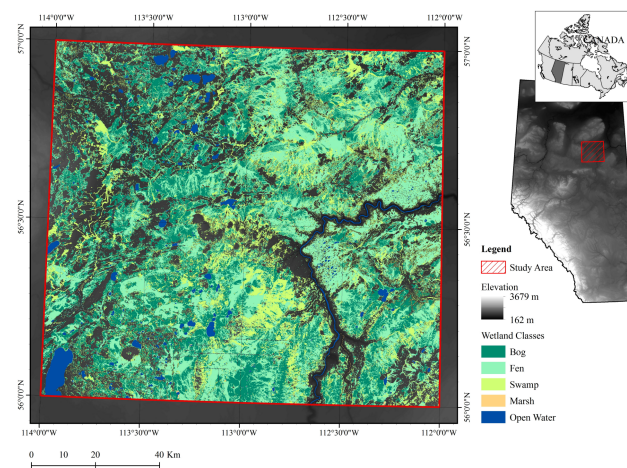 114°0'0"W 113°30'0"W 113°0'0"W 112°30'0"W 112°0'0"W
57°0'0"N
57°0'0"N
56°30'0"N
56°30'0"N
56°0'0"N
56°0'0"N
114°0'0"W 113°30'0"W 113°0'0"W 112°30'0"W 112°0'0"W
0 10 20 40 Km
CANADA
Legend
Study Area
Elevation
3679 m
162 m
Wetland Classes
Bog
Fen
Swamp
Marsh
Open Water